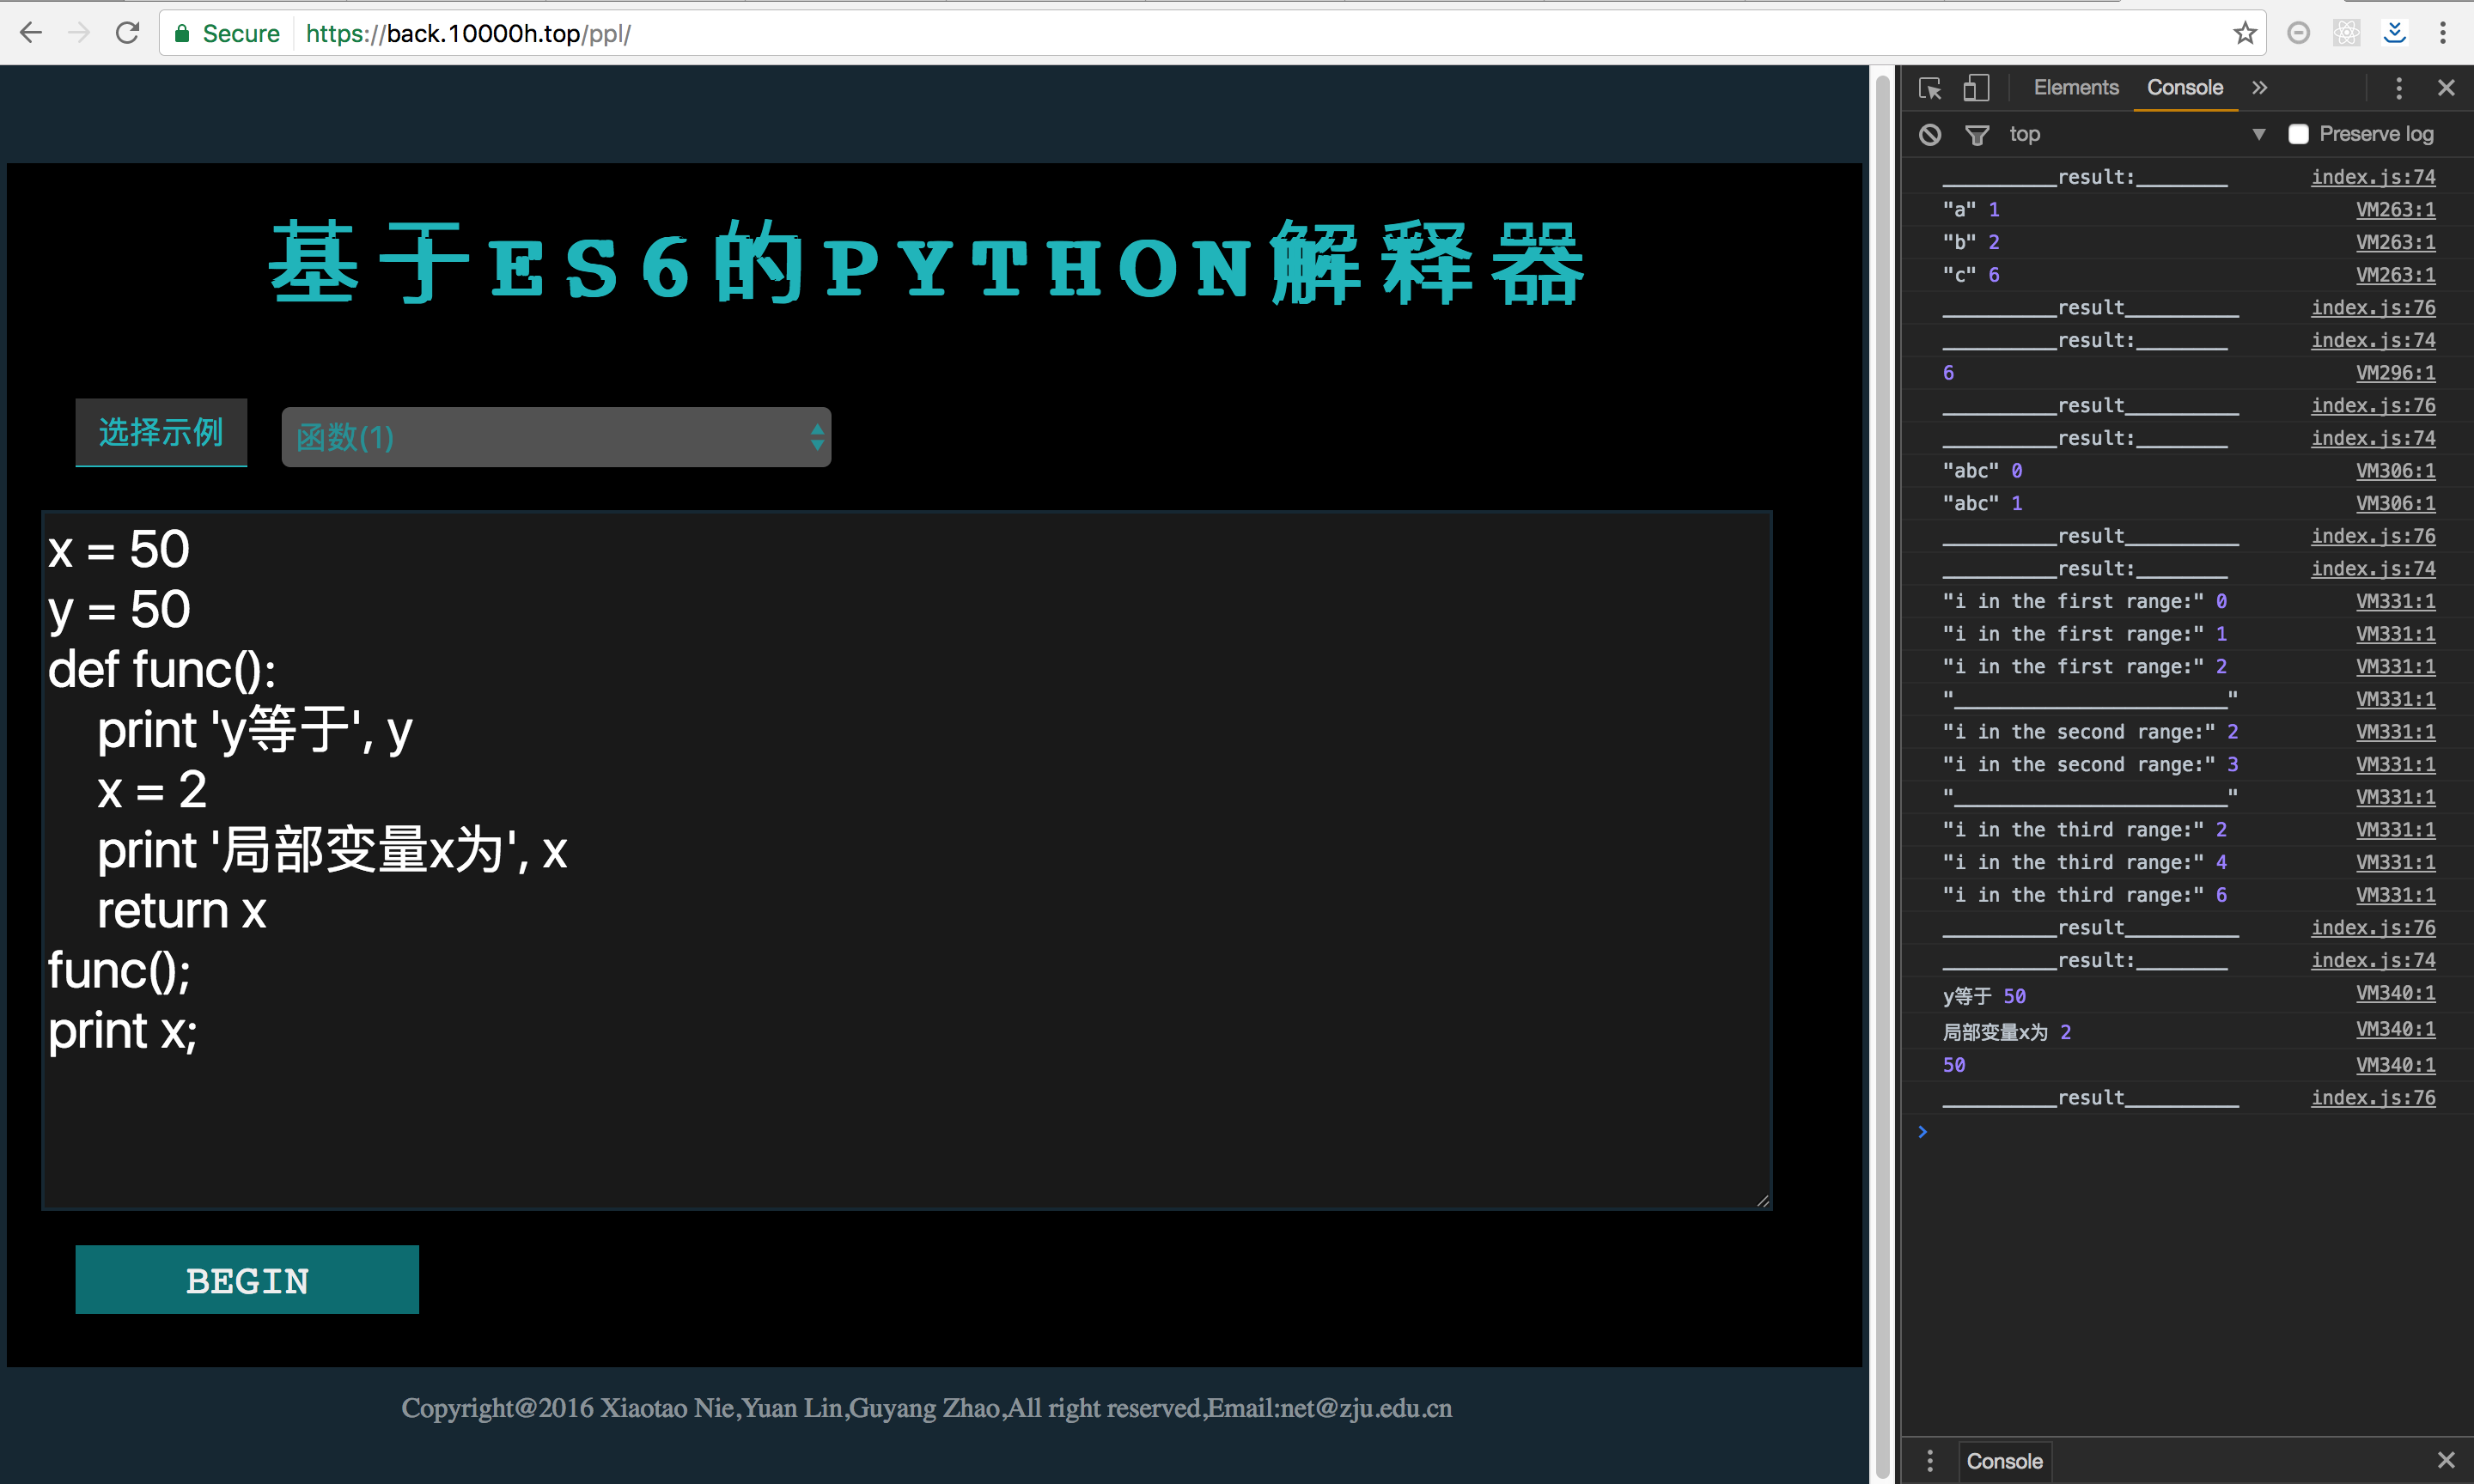 Secure https://back.10000h.top/ppl/
基于ES6的PYTHON解释器
选择示例
函数(1)
x = 50
y = 50
def func():
    print 'y等于', y
    x = 2
    print '局部变量x为', x
    return x
func();
print x;
BEGIN
Copyright@2016 Xiaotao Nie,Yuan Lin,Guyang Zhao,All right reserved,Email:net@zju.edu.cn
Elements Console »
top Preserve log
__________result:________ index.js:74
"a" 1 VM263:1
"b" 2 VM263:1
"c" 6 VM263:1
__________result__________ index.js:76
__________result:________ index.js:74
6 VM296:1
__________result__________ index.js:76
__________result:________ index.js:74
"abc" 0 VM306:1
"abc" 1 VM306:1
__________result__________ index.js:76
__________result:________ index.js:74
"i in the first range:" 0 VM331:1
"i in the first range:" 1 VM331:1
"i in the first range:" 2 VM331:1
"________________________" VM331:1
"i in the second range:" 2 VM331:1
"i in the second range:" 3 VM331:1
"________________________" VM331:1
"i in the third range:" 2 VM331:1
"i in the third range:" 4 VM331:1
"i in the third range:" 6 VM331:1
__________result__________ index.js:76
__________result:________ index.js:74
y等于 50 VM340:1
局部变量x为 2 VM340:1
50 VM340:1
__________result__________ index.js:76
>
Console